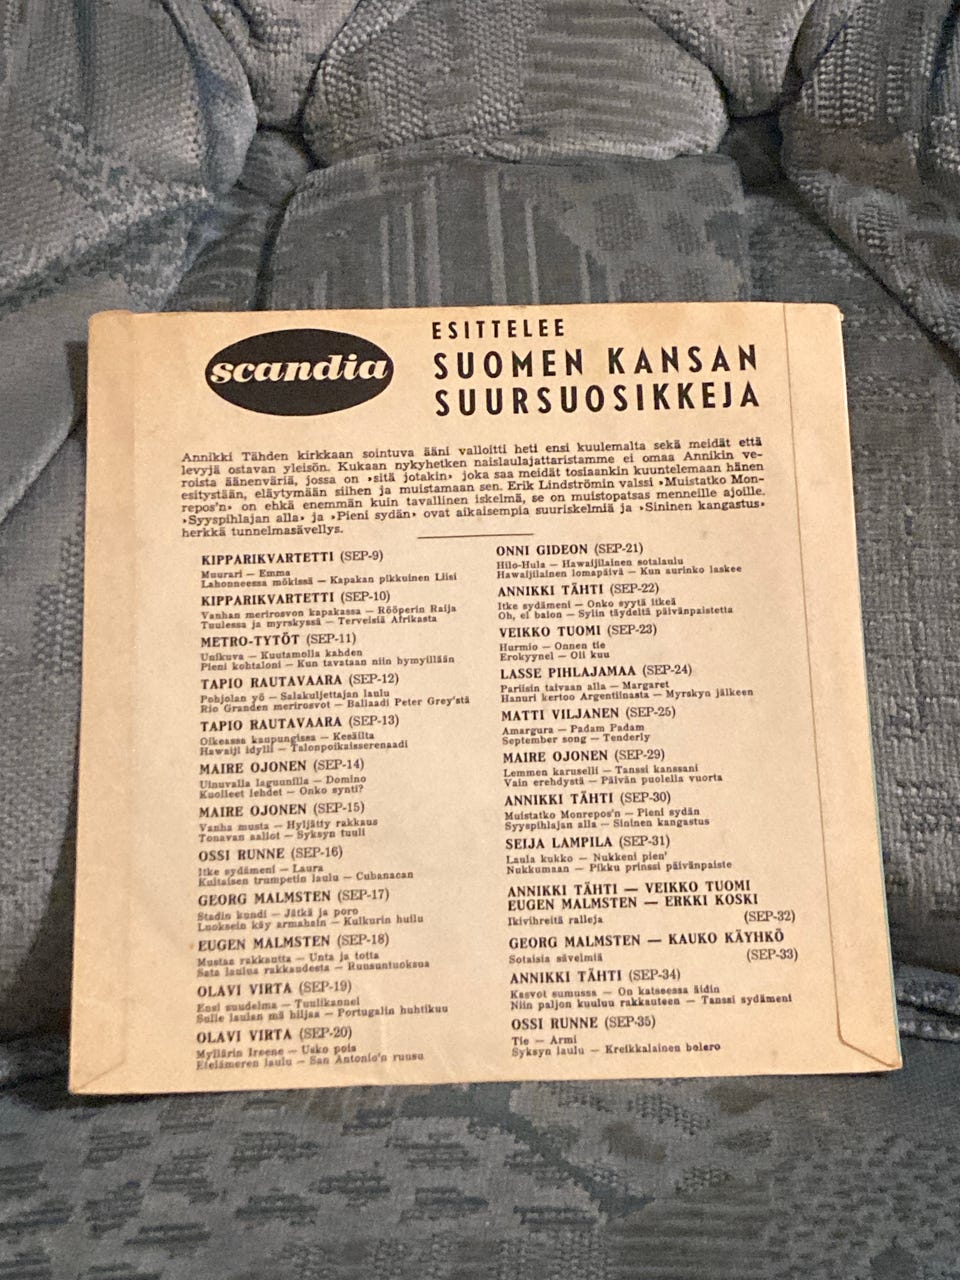 scandia
ESITTELEE
SUOMEN KANSAN
SUURSUOSIKKEJA
Annikki Tähden kirkkaan sointuva ääni valloitti heti ensi kuulemalta sekä meidät että
levyjä ostavan yleisön. Kukaan nykyhetken naislaulajattaristamme ei omaa Annikin ve-
roista äänenväriä, jossa on »sitä jotakin» joka saa meidät tosiaankin kuuntelemaan hänen
esitystään, eläytymään siihen ja muistamaan sen. Erik Lindströmin valssi »Muistatko Mon-
repos'n» on ehkä enemmän kuin tavallinen iskelmä, se on muistopatsas menneille ajoille.
»Syyspihlajan alla» ja »Pieni sydän» ovat aikaisempia suuriskelmiä ja »Sininen kangastus»
herkkä tunnelmasävellys.
KIPPARIKVARTETTI (SEP-9)
Muurari — Emma
Lahonneessa mökissä — Kapakan pikkuinen Liisi
KIPPARIKVARTETTI (SEP-10)
Vanhan merirosvon kapakassa — Rööperin Raija
Tuulessa ja myrskyssä — Terveisiä Afrikasta
METRO-TYTÖT (SEP-11)
Unikuva — Kuutamolla kahden
Pieni kohtaloni — Kun tavataan niin hymyillään
TAPIO RAUTAVAARA (SEP-12)
Pohjolan yö — Salakuljettajan laulu
Rio Granden merirosvot — Ballaadi Peter Grey'stä
TAPIO RAUTAVAARA (SEP-13)
Oikeassa kaupungissa — Kesäilta
Hawaiji idylli — Talonpoikaisserenaadi
MAIRE OJONEN (SEP-14)
Uinuvalla laguunilla — Domino
Kuolleet lehdet — Onko synti?
MAIRE OJONEN (SEP-15)
Vanha musta — Hyljätty rakkaus
Tonavan aallot — Syksyn tuuli
OSSI RUNNE (SEP-16)
Itke sydämeni — Laura
Kultaisen trumpetin laulu — Cubanacan
GEORG MALMSTEN (SEP-17)
Stadin kundi — Jätkä ja poro
Luoksein käy armahain — Kulkurin huilu
EUGEN MALMSTEN (SEP-18)
Mustaa rakkautta — Unta ja totta
Sata laulua rakkaudesta — Ruusuntuoksua
OLAVI VIRTA (SEP-19)
Ensi suudelma — Tuulikannel
Sulle laulan mä hiljaa — Portugalin huhtikuu
OLAVI VIRTA (SEP-20)
Myllärin Ireene — Usko pois
Etelämeren laulu — San Antonio'n ruusu
ONNI GIDEON (SEP-21)
Hilo-Hula — Hawaijilainen sotalaulu
Hawaijilainen lomapäivä — Kun aurinko laskee
ANNIKKI TÄHTI (SEP-22)
Itke sydämeni — Onko syytä itkeä
Oh, ei balon — Sylin täydeltä päivänpaistetta
VEIKKO TUOMI (SEP-23)
Hurmio — Onnen tie
Erokyynel — Oli kuu
LASSE PIHLAJAMAA (SEP-24)
Pariisin taivaan alla — Margaret
Hanuri kertoo Argentiinasta — Myrskyn jälkeen
MATTI VILJANEN (SEP-25)
Amargura — Padam Padam
September song — Tenderly
MAIRE OJONEN (SEP-29)
Lemmen karuselli — Tanssi kanssani
Vain erehdystä — Päivän puolella vuorta
ANNIKKI TÄHTI (SEP-30)
Muistatko Monrepos'n — Pieni sydän
Syyspihlajan alla — Sininen kangastus
SEIJA LAMPILA (SEP-31)
Laula kukko — Nukkeni pien'
Nukkumaan — Pikku prinssi päivänpaiste
ANNIKKI TÄHTI — VEIKKO TUOMI
EUGEN MALMSTEN — ERKKI KOSKI
Ikivihreitä ralleja (SEP-32)
GEORG MALMSTEN — KAUKO KÄYHKÖ
Sotaisia sävelmiä (SEP-33)
ANNIKKI TÄHTI (SEP-34)
Kasvot sumussa — On katseessa äidin
Niin paljon kuuluu rakkauteen — Tanssi sydämeni
OSSI RUNNE (SEP-35)
Tie — Armi
Syksyn laulu — Kreikkalainen bolero